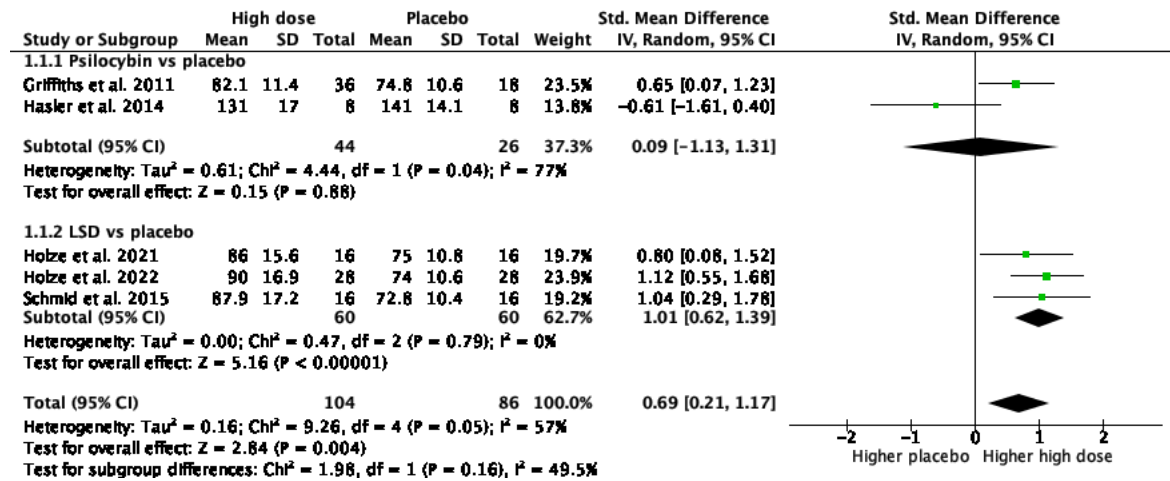 High dose Placebo Std. Mean Difference Std. Mean Difference
Study or Subgroup Mean SD Total Mean SD Total Weight IV, Random, 95% CI IV, Random, 95% CI
1.1.1 Psilocybin vs placebo
Griffiths et al. 2011 82.1 11.4 36 74.8 10.6 18 23.5% 0.65 [0.07, 1.23]
Hasler et al. 2014 131 17 8 141 14.1 8 13.8% −0.61 [−1.61, 0.40]
Subtotal (95% CI) 44 26 37.3% 0.09 [−1.13, 1.31]
Heterogeneity: Tau² = 0.61; Chi² = 4.44, df = 1 (P = 0.04); I² = 77%
Test for overall effect: Z = 0.15 (P = 0.88)
1.1.2 LSD vs placebo
Holze et al. 2021 86 15.6 16 75 10.8 16 19.7% 0.80 [0.08, 1.52]
Holze et al. 2022 90 16.9 28 74 10.6 28 23.9% 1.12 [0.55, 1.68]
Schmid et al. 2015 87.9 17.2 16 72.8 10.4 16 19.2% 1.04 [0.29, 1.78]
Subtotal (95% CI) 60 60 62.7% 1.01 [0.62, 1.39]
Heterogeneity: Tau² = 0.00; Chi² = 0.47, df = 2 (P = 0.79); I² = 0%
Test for overall effect: Z = 5.16 (P < 0.00001)
Total (95% CI) 104 86 100.0% 0.69 [0.21, 1.17]
Heterogeneity: Tau² = 0.16; Chi² = 9.26, df = 4 (P = 0.05); I² = 57%
Test for overall effect: Z = 2.84 (P = 0.004)
Test for subgroup differences: Chi² = 1.98, df = 1 (P = 0.16), I² = 49.5%
−2 −1 0 1 2
Higher placebo Higher high dose